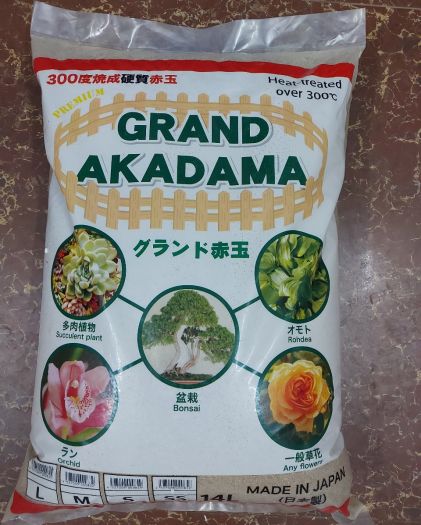 300度焼成硬質赤玉
Heat-treated
over 300℃
PREMIUM
GRAND
AKADAMA
グランド赤玉
多肉植物
Succulent plant
オモト
Rohdea
盆栽
Bonsai
ラン
Orchid
一般草花
Any flowers
L M S SS 14L
MADE IN JAPAN
(日本製)